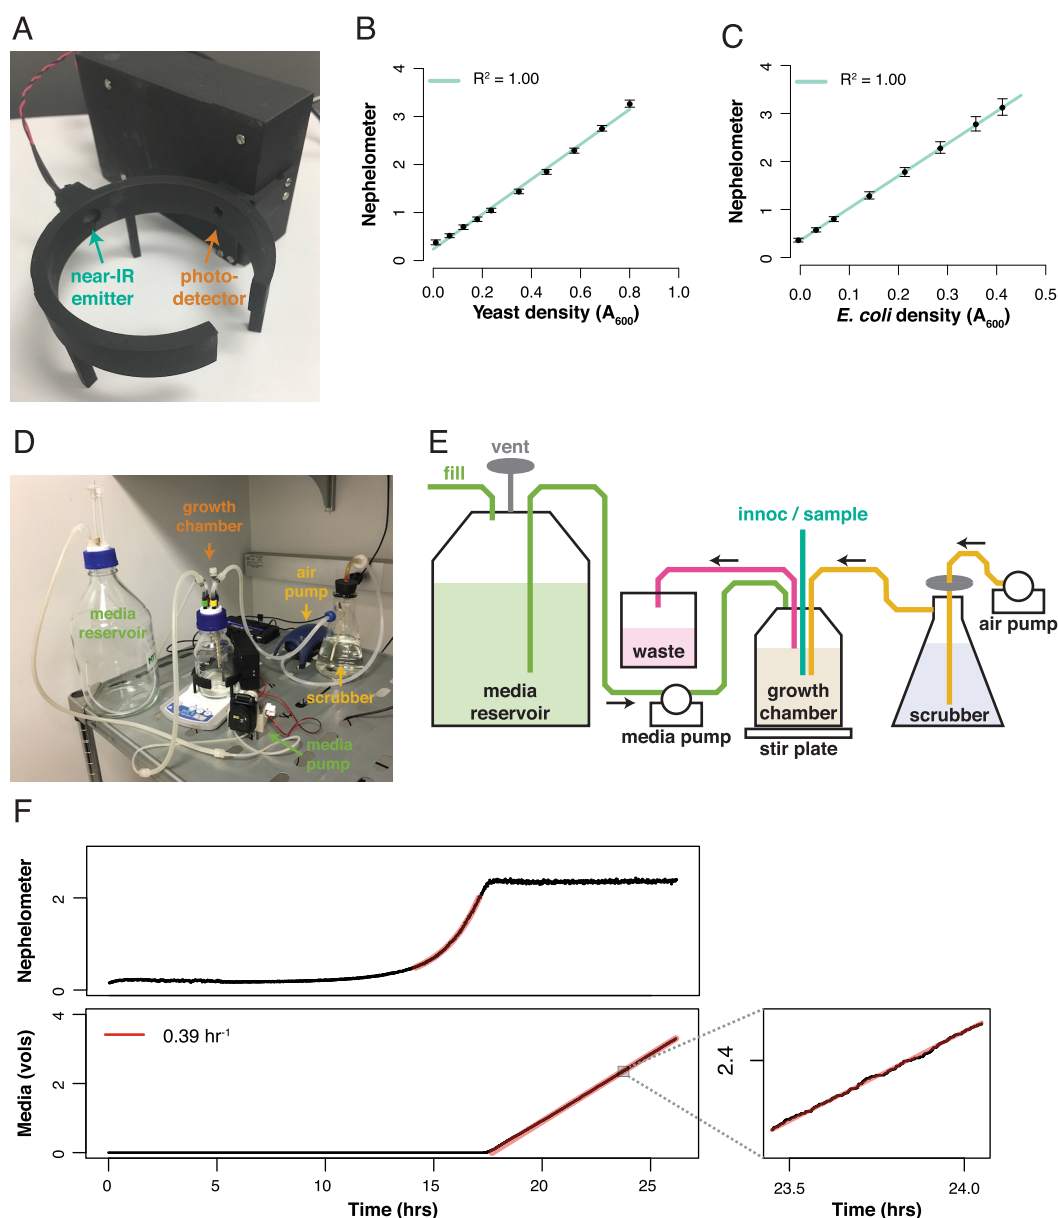 A
near-IR
emitter
photo-
detector
B
R² = 1.00
Nephelometer
0
1
2
3
4
0.0 0.2 0.4 0.6 0.8 1.0
Yeast density (A₆₀₀)
C
R² = 1.00
Nephelometer
0
1
2
3
4
0.0 0.1 0.2 0.3 0.4 0.5
E. coli density (A₆₀₀)
D
growth
chamber
air
pump
media
reservoir
scrubber
media
pump
E
vent
fill
innoc / sample
air pump
waste
media
reservoir
growth
chamber
scrubber
media pump
stir plate
F
Nephelometer
0
2
Media (vols)
0
2
4
0.39 hr⁻¹
2.4
0 5 10 15 20 25
Time (hrs)
23.5 24.0
Time (hrs)